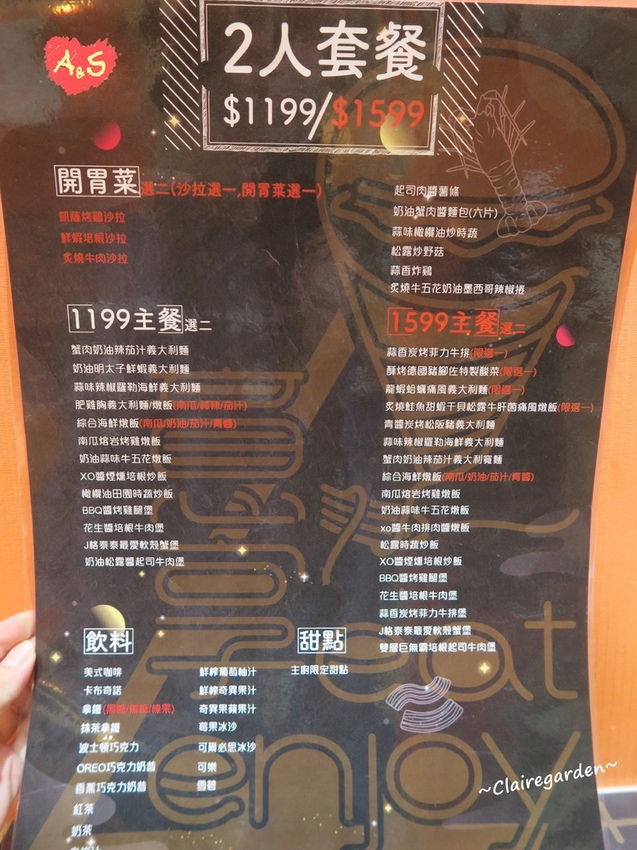 A&S
2人套餐
$1199/$1599
開胃菜選二(沙拉選一,開胃菜選一)
凱薩烤雞沙拉
鮮蝦培根沙拉
炙燒牛肉沙拉
起司肉醬薯條
奶油蟹肉醬麵包(六片)
蒜味橄欖油炒時蔬
松露炒野菇
蒜香炸雞
炙燒牛五花奶油墨西哥辣椒捲
1199主餐選二
蟹肉奶油辣茄汁義大利麵
奶油明太子鮮蝦義大利麵
蒜味辣椒羅勒海鮮義大利麵
肥雞胸義大利麵/燉飯(南瓜/麻辣/茄汁)
綜合海鮮燉飯(南瓜/奶油/茄汁/青醬)
南瓜熔岩烤雞燉飯
奶油蒜味牛五花燉飯
XO醬煙燻培根炒飯
橄欖油田園時蔬炒飯
BBQ醬烤雞腿堡
花生醬培根牛肉堡
J格泰泰最愛軟殼蟹堡
奶油松露醬起司牛肉堡
1599主餐選二
蒜香炭烤菲力牛排(限選一)
酥烤德國豬腳佐特製酸菜(限選一)
龍蝦蛤蠣痛風義大利麵(限選一)
炙燒鮭魚甜蝦干貝松露牛肝菌痛風燉飯(限選一)
青醬炭烤松阪豬義大利麵
蒜味辣椒羅勒海鮮義大利麵
蟹肉奶油辣茄汁義大利寬麵
綜合海鮮燉飯(南瓜/奶油/茄汁/青醬)
南瓜熔岩烤雞燉飯
奶油蒜味牛五花燉飯
xo醬牛肉排肉醬燉飯
松露時蔬炒飯
XO醬煙燻培根炒飯
BBQ醬烤雞腿堡
花生醬培根牛肉堡
蒜香炭烤菲力牛排堡
J格泰泰最愛軟殼蟹堡
雙層巨無霸培根起司牛肉堡
飲料
美式咖啡
卡布奇諾
拿鐵(黑糖/焦糖/榛果)
抹茶拿鐵
波士頓巧克力
OREO巧克力奶昔
香蕉巧克力奶昔
紅茶
奶茶
鮮榨葡萄柚汁
鮮榨奇異果汁
奇異果蘋果汁
莓果冰沙
可爾必思冰沙
可樂
雪碧
甜點
主廚限定甜點
eat
enjoy
~Clairegarden~